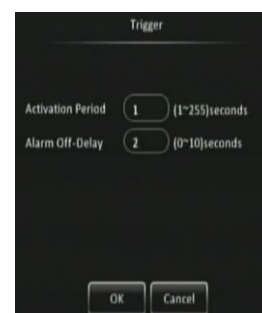 Trigger
Activation Period 1 (1~255)seconds
Alarm Off-Delay 2 (0~10)seconds
OK Cancel